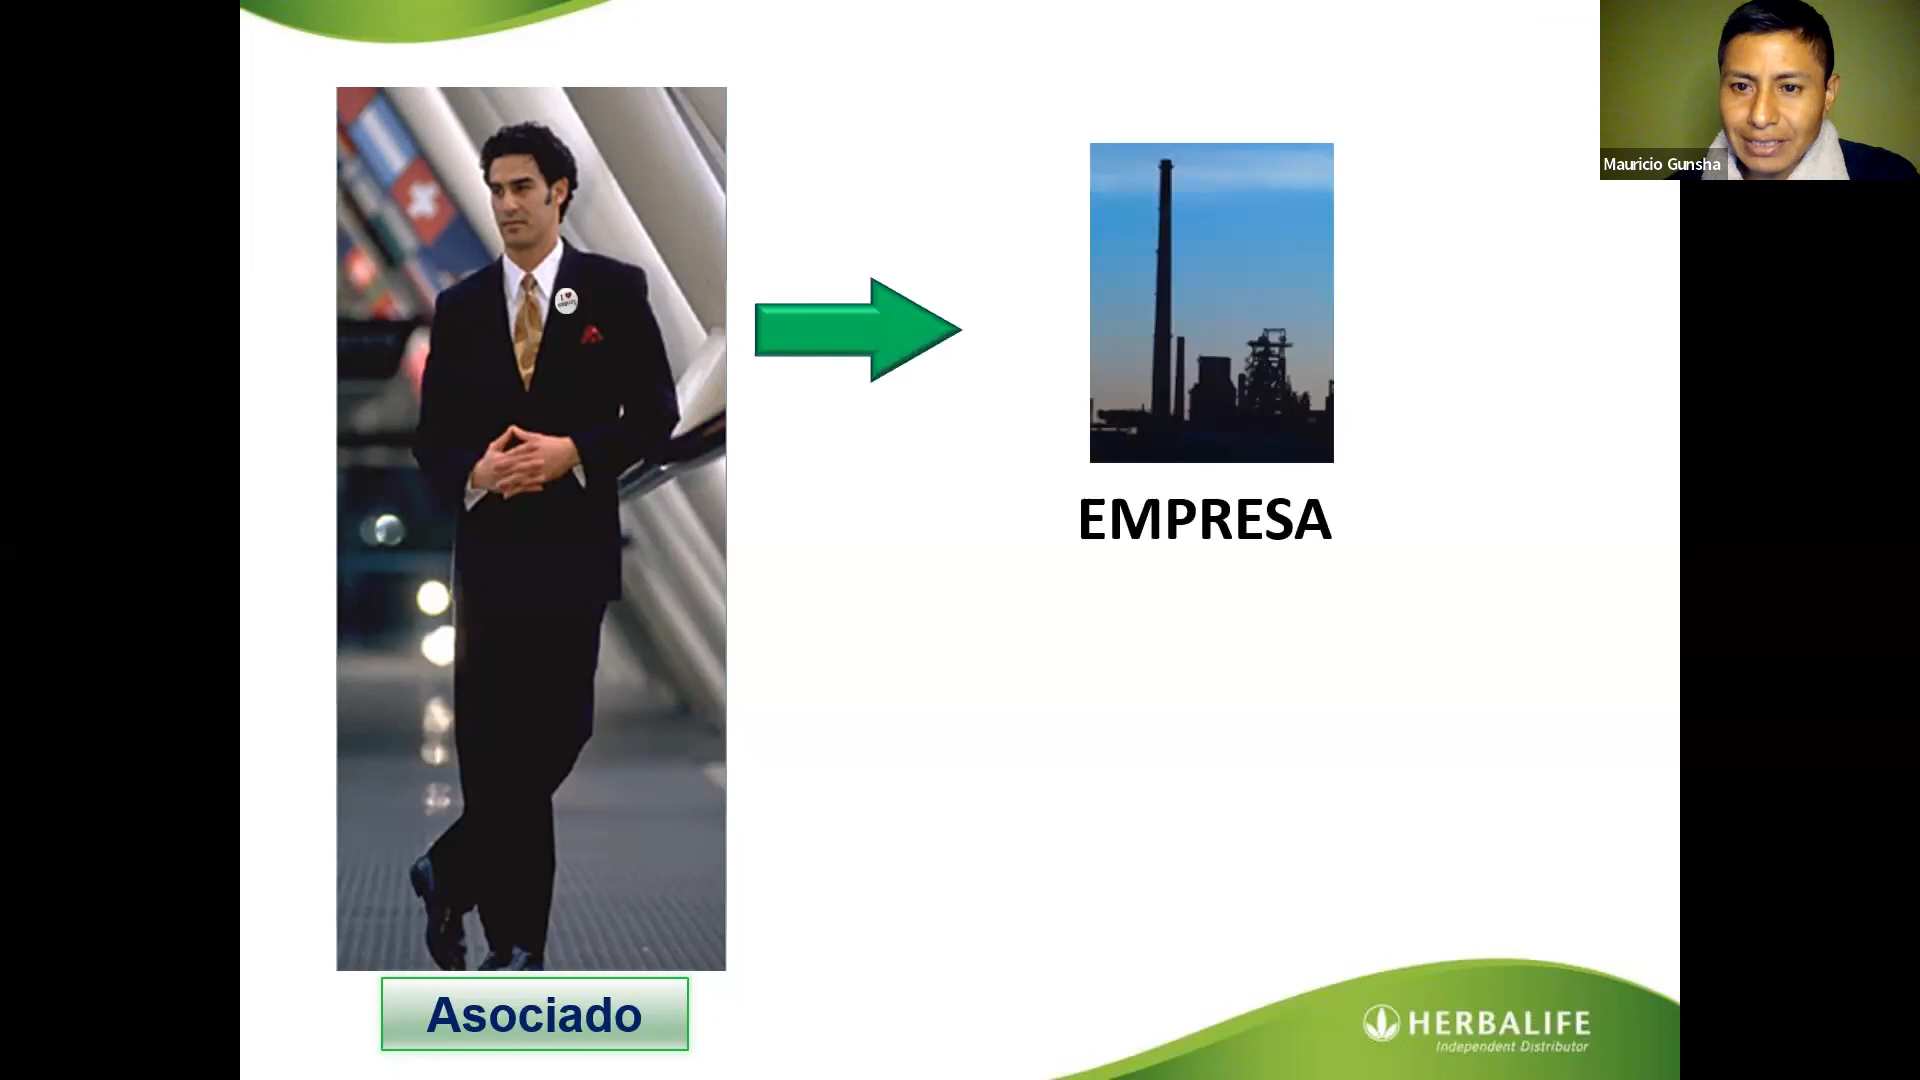 Mauricio Gunsha
EMPRESA
Asociado
HERBALIFE
Independent Distributor